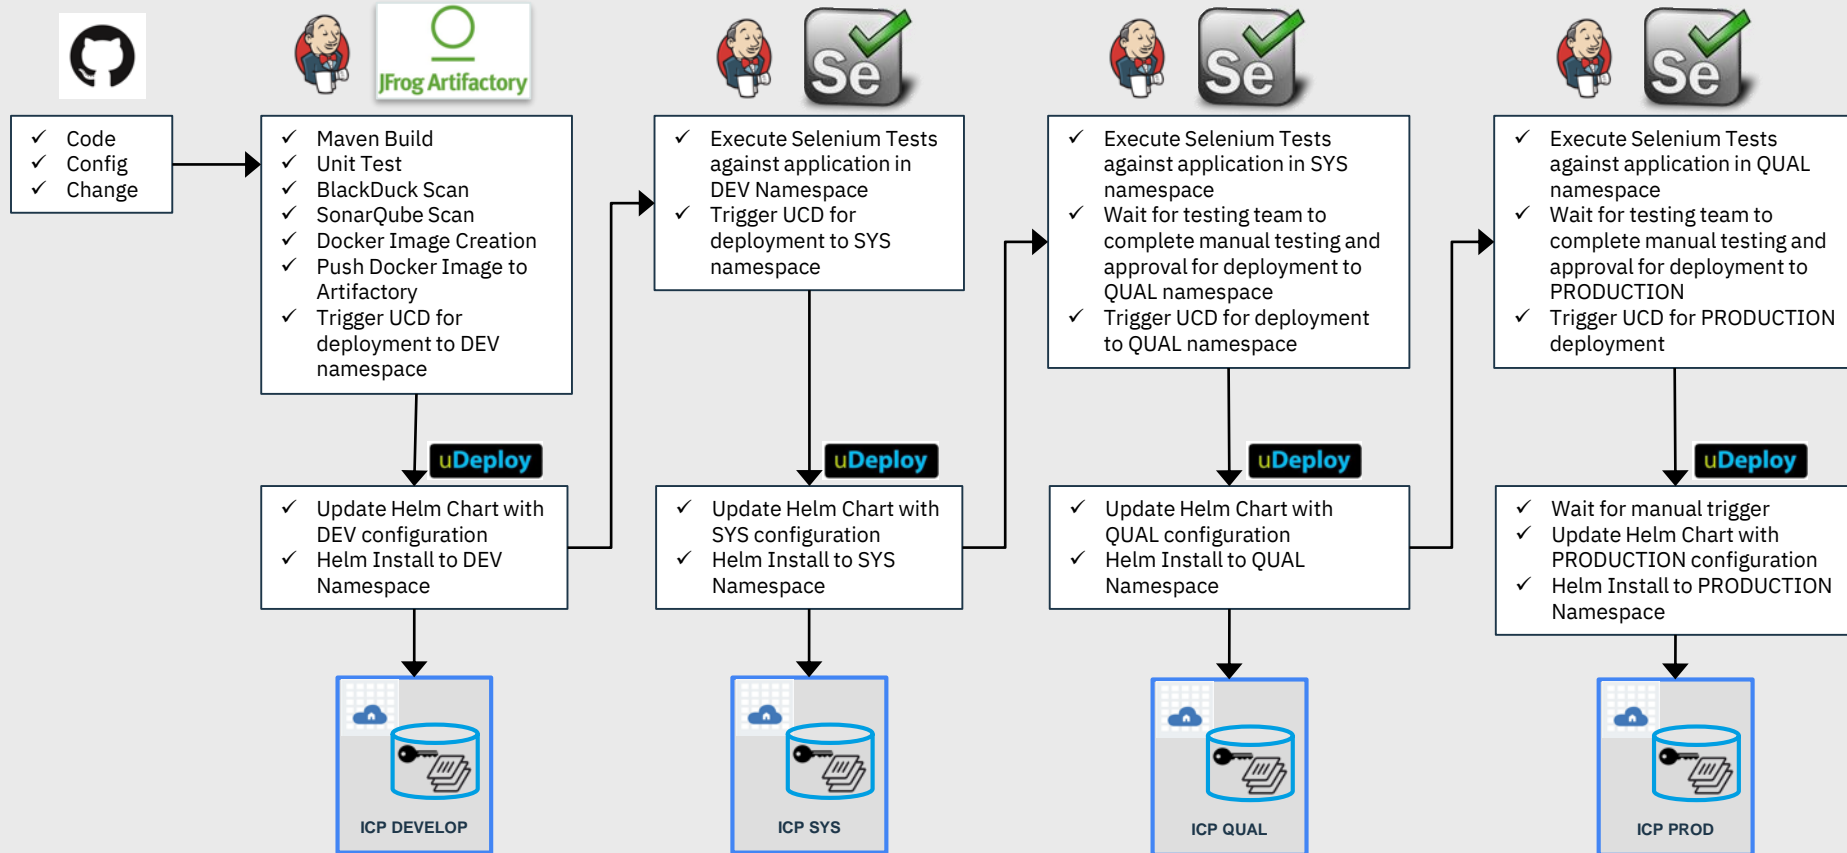 JFrog Artifactory
Se
Se
Se
✓ Code
✓ Config
✓ Change
✓ Maven Build
✓ Unit Test
✓ BlackDuck Scan
✓ SonarQube Scan
✓ Docker Image Creation
✓ Push Docker Image to
Artifactory
✓ Trigger UCD for
deployment to DEV
namespace
✓ Execute Selenium Tests
against application in
DEV Namespace
✓ Trigger UCD for
deployment to SYS
namespace
✓ Execute Selenium Tests
against application in SYS
namespace
✓ Wait for testing team to
complete manual testing and
approval for deployment to
QUAL namespace
✓ Trigger UCD for deployment
to QUAL namespace
✓ Execute Selenium Tests
against application in QUAL
namespace
✓ Wait for testing team to
complete manual testing and
approval for deployment to
PRODUCTION
✓ Trigger UCD for PRODUCTION
deployment
uDeploy
uDeploy
uDeploy
uDeploy
✓ Update Helm Chart with
DEV configuration
✓ Helm Install to DEV
Namespace
✓ Update Helm Chart with
SYS configuration
✓ Helm Install to SYS
Namespace
✓ Update Helm Chart with
QUAL configuration
✓ Helm Install to QUAL
Namespace
✓ Wait for manual trigger
✓ Update Helm Chart with
PRODUCTION configuration
✓ Helm Install to PRODUCTION
Namespace
ICP DEVELOP
ICP SYS
ICP QUAL
ICP PROD